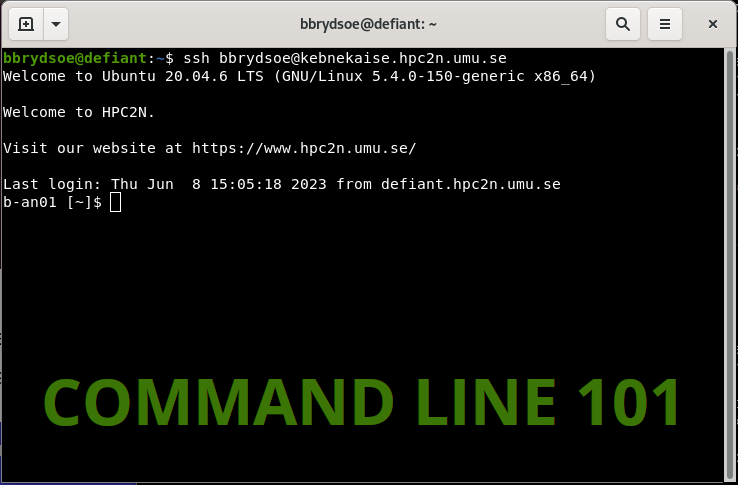 bbrydsoe@defiant: ~
bbrydsoe@defiant:~$ ssh bbrydsoe@kebnekaise.hpc2n.umu.se
Welcome to Ubuntu 20.04.6 LTS (GNU/Linux 5.4.0-150-generic x86_64)
Welcome to HPC2N.
Visit our website at https://www.hpc2n.umu.se/
Last login: Thu Jun  8 15:05:18 2023 from defiant.hpc2n.umu.se
b-an01 [~]$
COMMAND LINE 101